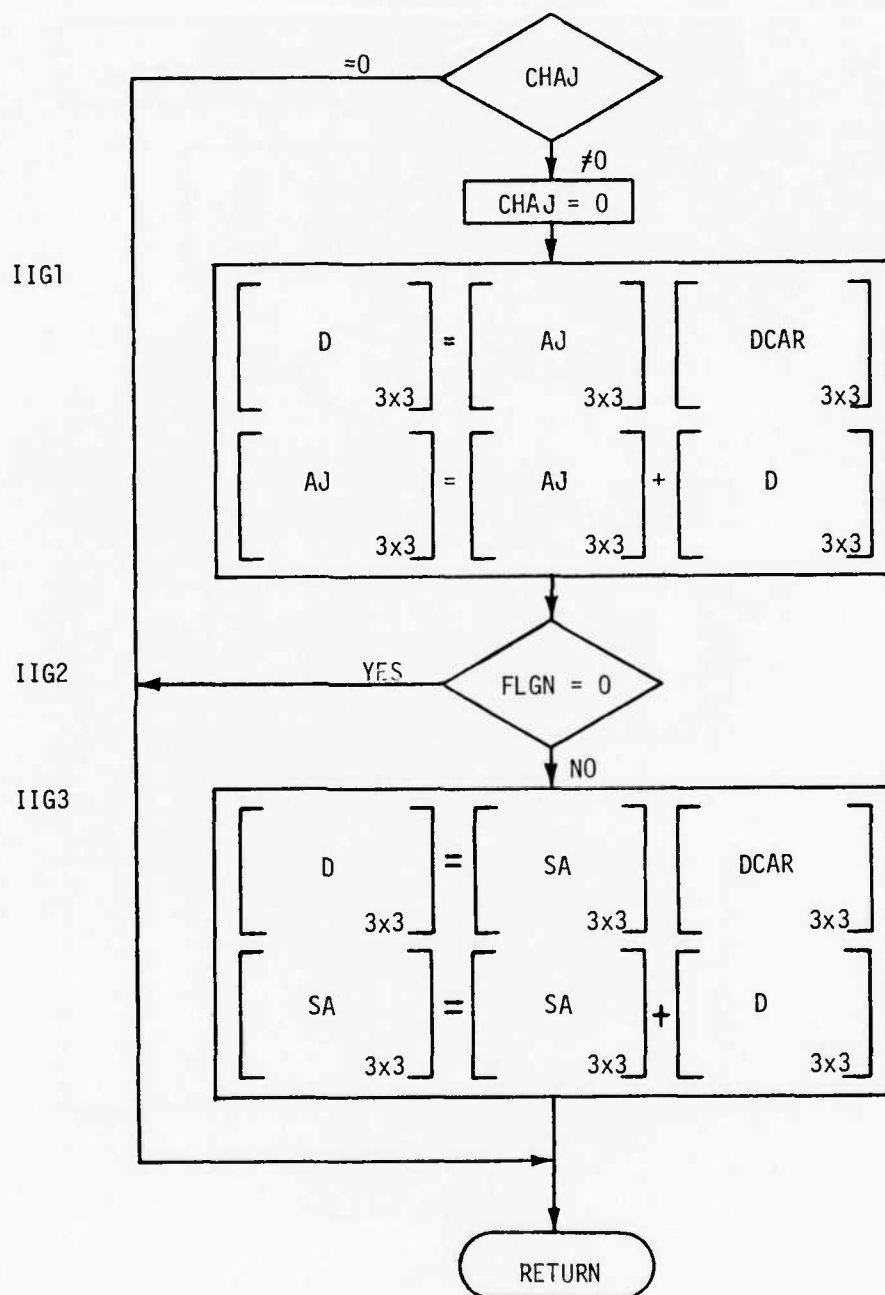 =0
CHAJ
≠0
CHAJ = 0
IIG1
D = AJ DCAR
3x3 3x3 3x3
AJ = AJ + D
3x3 3x3 3x3
IIG2
YES
FLGN = 0
NO
IIG3
D = SA DCAR
3x3 3x3 3x3
SA = SA + D
3x3 3x3 3x3
RETURN